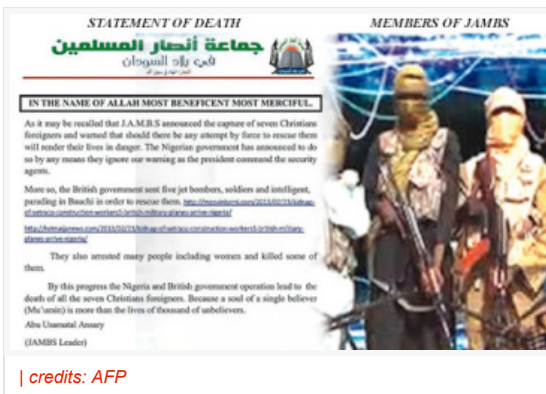 STATEMENT OF DEATH
MEMBERS OF JAMBS
جماعة أنصار المسلمين
في بلاد السودان
IN THE NAME OF ALLAH MOST BENEFICENT MOST MERCIFUL.
As it may be recalled that J.A.M.B.S announced the capture of seven Christians
foreigners and warned that should there be any attempt by force to rescue them
will render their lives in danger. The Nigerian government has announced to do
so by any means they ignore our warning as the president command the security
agents.
More so, the British government sent five jet bombers, soldiers and intelligent,
parading in Bauchi in order to rescue them.
They also arrested many people including women and killed some of
them.
By this progress the Nigeria and British government operation lead to the
death of all the seven Christians foreigners. Because a soul of a single believer
(Mu'umin) is more than the lives of thousand of unbelievers.
Abu Usamatal Ansary
(JAMBS Leader)
| credits: AFP